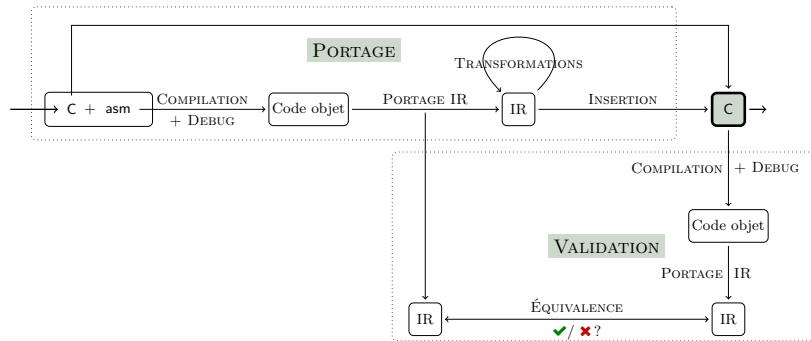 PORTAGE
TRANSFORMATIONS
C + asm
COMPILATION
+ DEBUG
Code objet
PORTAGE IR
IR
INSERTION
C
COMPILATION + DEBUG
Code objet
VALIDATION
PORTAGE IR
IR
ÉQUIVALENCE
✔/ ✖?
IR